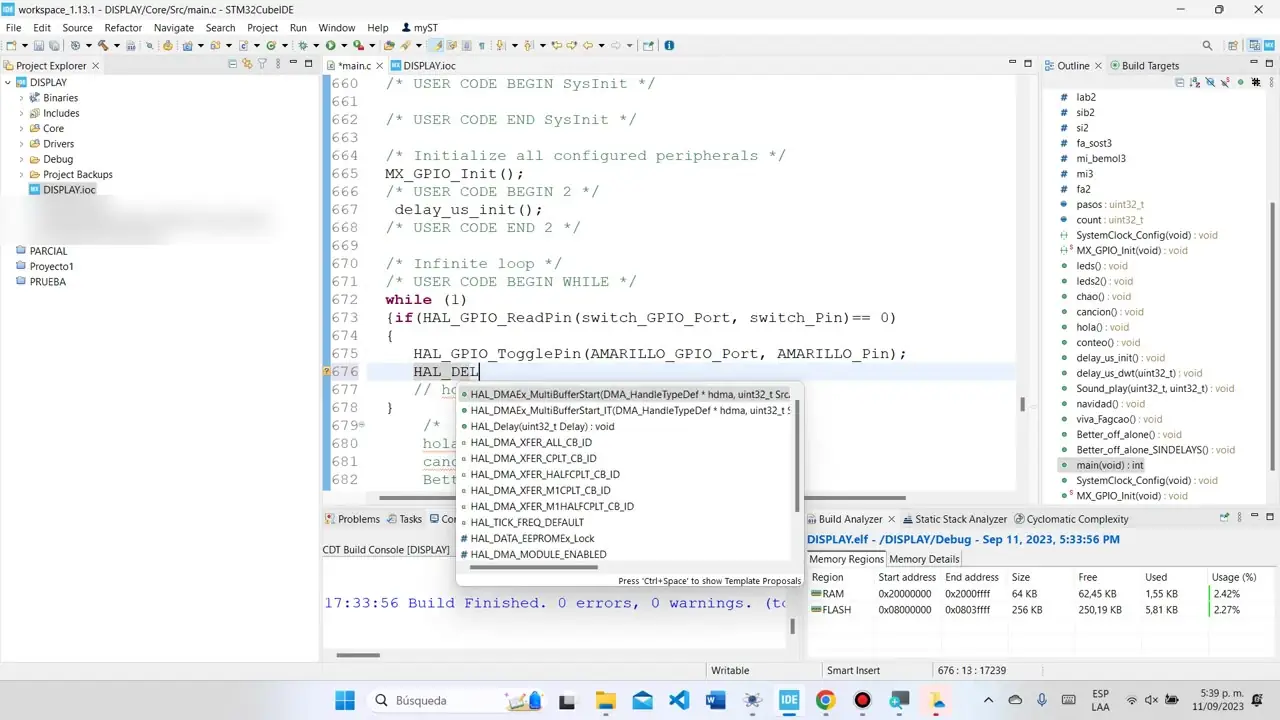 workspace_1.13.1 - DISPLAY/Core/Src/main.c - STM32CubeIDE
File Edit Source Refactor Navigate Search Project Run Window Help myST
Project Explorer
DISPLAY
Binaries
Includes
Core
Drivers
Debug
Project Backups
DISPLAY.ioc
PARCIAL
Proyecto1
PRUEBA
*main.c
DISPLAY.ioc
660 /* USER CODE BEGIN SysInit */
661
662 /* USER CODE END SysInit */
663
664 /* Initialize all configured peripherals */
665 MX_GPIO_Init();
666 /* USER CODE BEGIN 2 */
667 delay_us_init();
668 /* USER CODE END 2 */
669
670 /* Infinite loop */
671 /* USER CODE BEGIN WHILE */
672 while (1)
673 {if(HAL_GPIO_ReadPin(switch_GPIO_Port, switch_Pin)== 0)
674 {
675 HAL_GPIO_TogglePin(AMARILLO_GPIO_Port, AMARILLO_Pin);
676 HAL_DEL
677 // ho
678 }
679 /*
680 hola
681 canc
682 Bett
HAL_DMAEx_MultiBufferStart(DMA_HandleTypeDef * hdma, uint32_t Src
HAL_DMAEx_MultiBufferStart_IT(DMA_HandleTypeDef * hdma, uint32_t S
HAL_Delay(uint32_t Delay) : void
HAL_DMA_XFER_ALL_CB_ID
HAL_DMA_XFER_CPLT_CB_ID
HAL_DMA_XFER_HALFCPLT_CB_ID
HAL_DMA_XFER_M1CPLT_CB_ID
HAL_DMA_XFER_M1HALFCPLT_CB_ID
HAL_TICK_FREQ_DEFAULT
HAL_DATA_EEPROMEx_Lock
HAL_DMA_MODULE_ENABLED
Press 'Ctrl+Space' to show Template Proposals
Outline
Build Targets
lab2
sib2
si2
fa_sost3
mi_bemol3
mi3
fa2
pasos : uint32_t
count : uint32_t
SystemClock_Config(void) : void
MX_GPIO_Init(void) : void
leds() : void
leds2() : void
chao() : void
cancion() : void
hola() : void
conteo() : void
delay_us_init() : void
delay_us_dwt(uint32_t) : void
Sound_play(uint32_t, uint32_t) : void
navidad() : void
viva_Fagcao() : void
Better_off_alone() : void
Better_off_alone_SINDELAYS() : void
main(void) : int
SystemClock_Config(void) : void
MX_GPIO_Init(void) : void
Problems Tasks Co
CDT Build Console [DISPLAY]
17:33:56 Build Finished. 0 errors, 0 warnings. (to
Build Analyzer Static Stack Analyzer Cyclomatic Complexity
DISPLAY.elf - /DISPLAY/Debug - Sep 11, 2023, 5:33:56 PM
Memory Regions Memory Details
Region Start address End address Size Free Used Usage (%)
RAM 0x20000000 0x2000ffff 64 KB 62,45 KB 1,55 KB 2.42%
FLASH 0x08000000 0x0803ffff 256 KB 250,19 KB 5,81 KB 2.27%
Writable Smart Insert 676 : 13 : 17239
Búsqueda
IDE
ESP
LAA
5:39 p. m.
11/09/2023